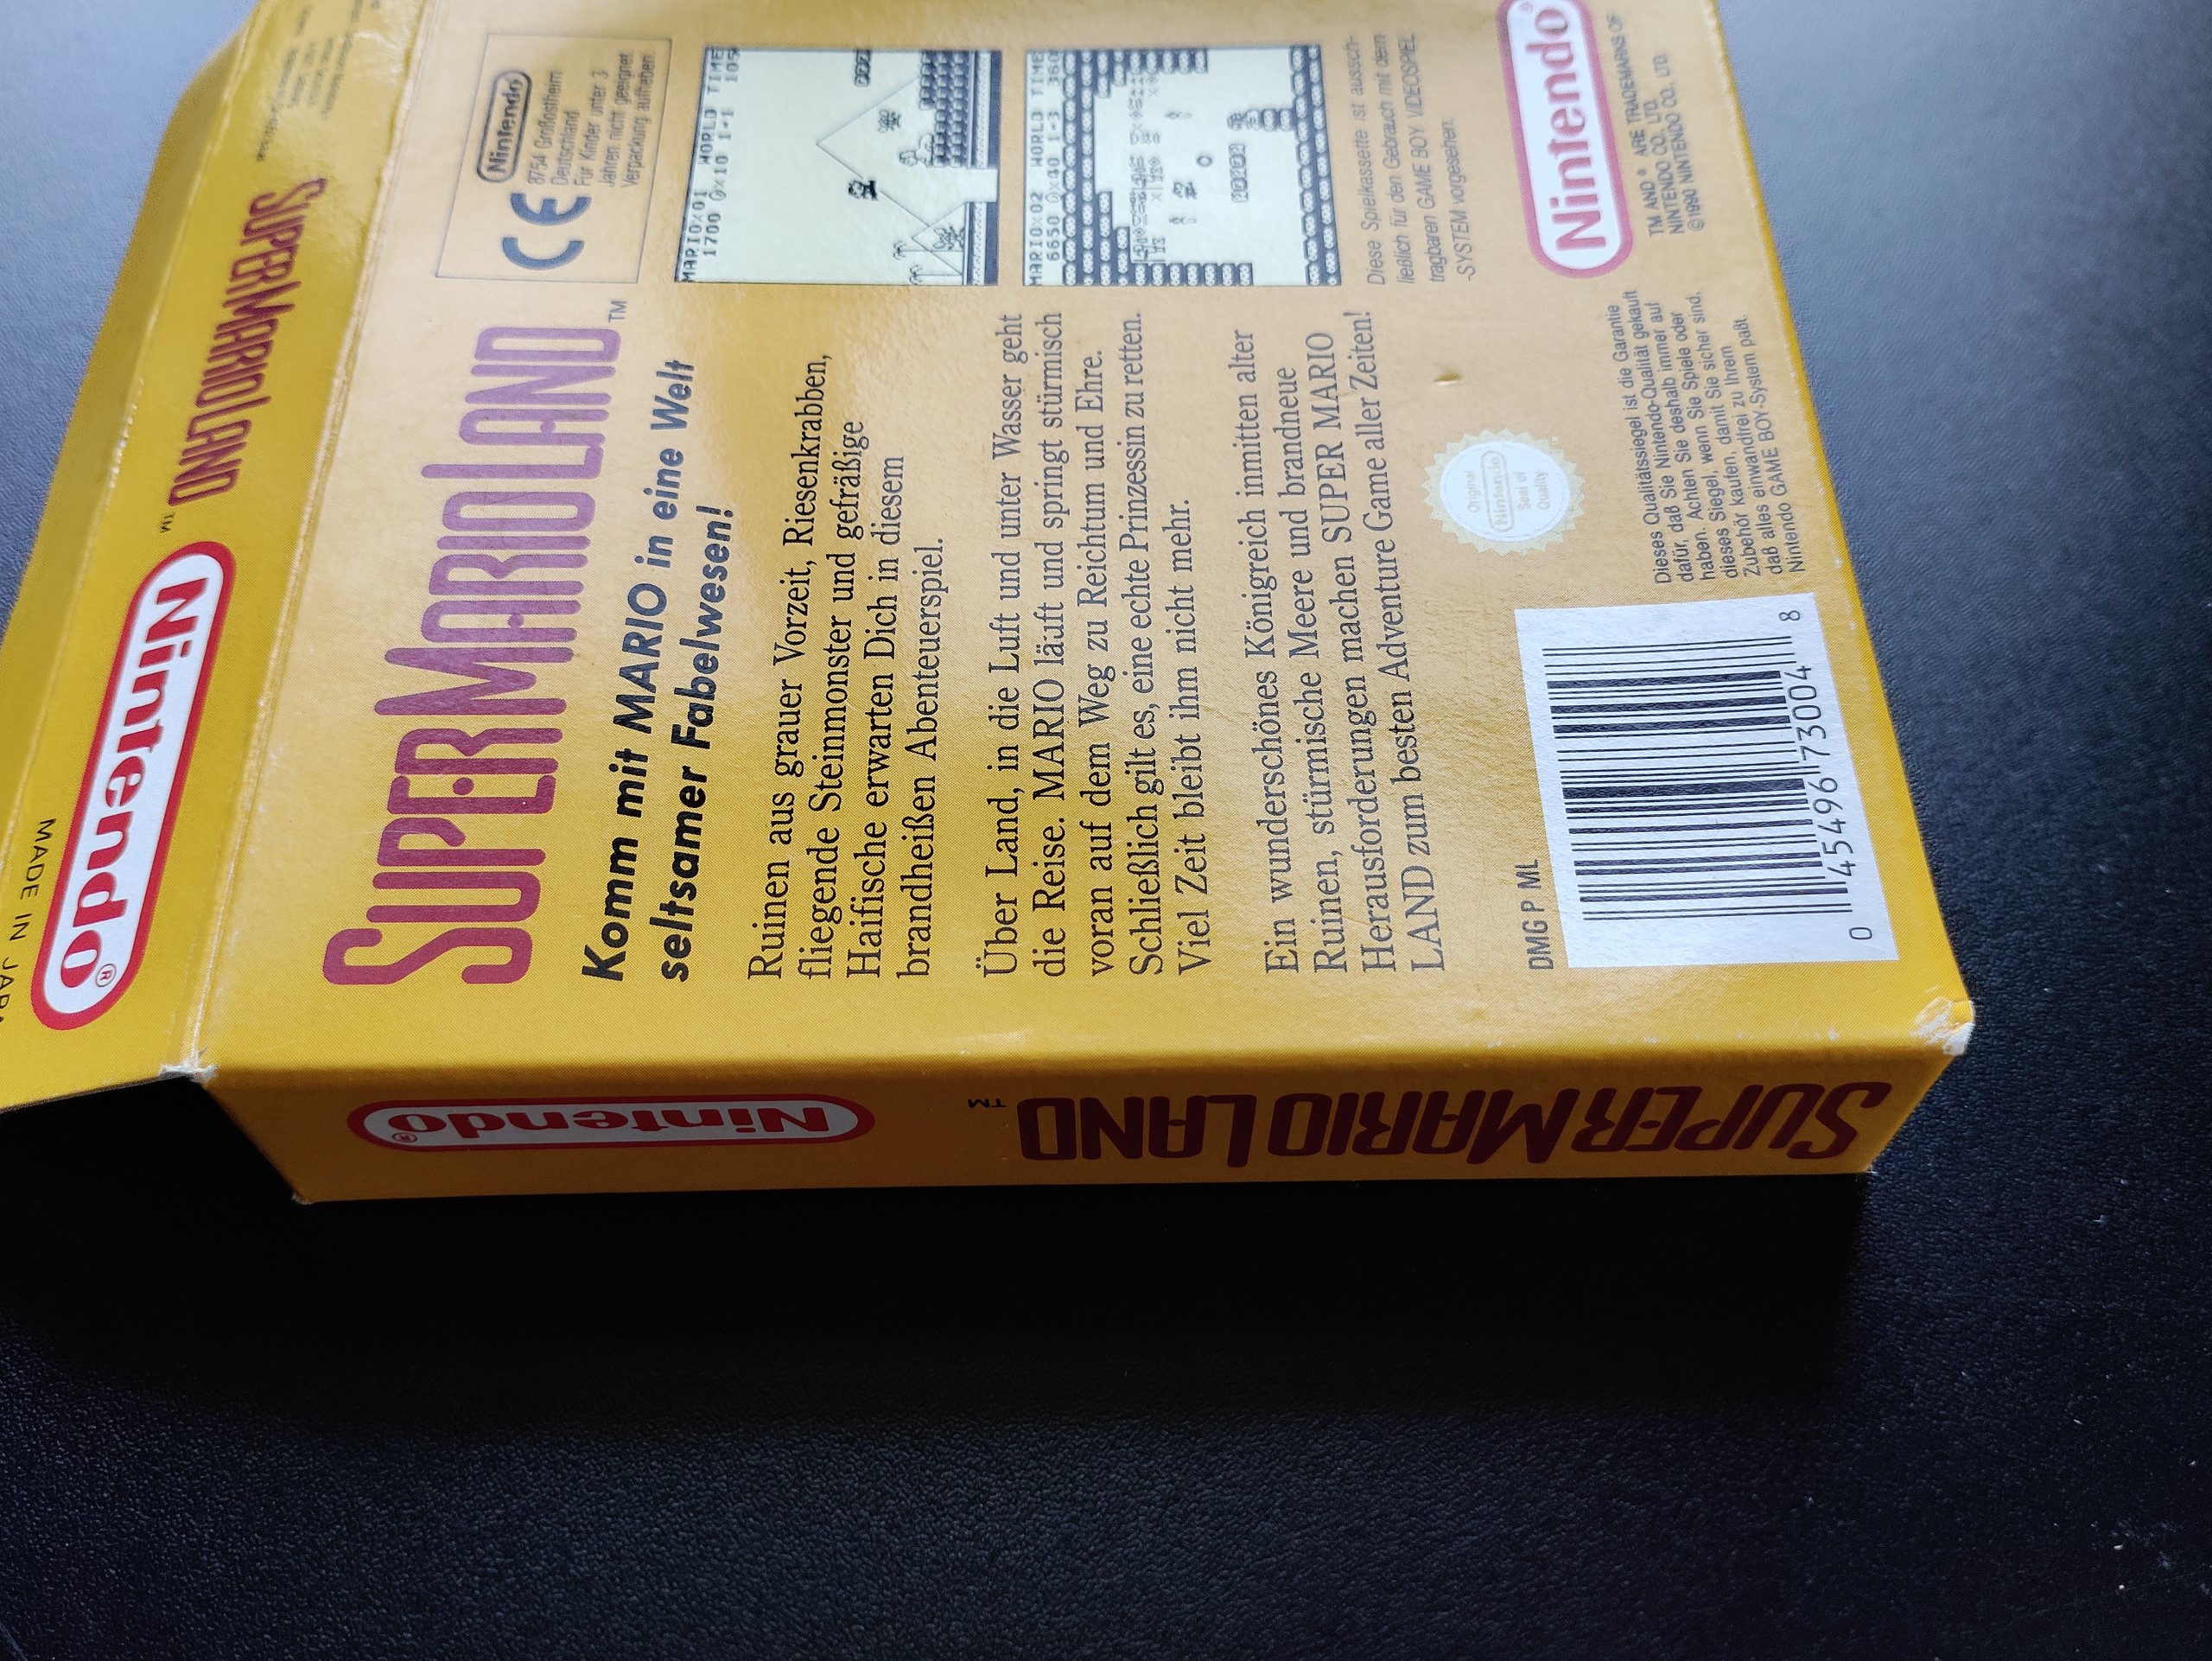 SUPER MARIO LAND™
Komm mit MARIO in eine Welt
seltsamer Fabelwesen!
Ruinen aus grauer Vorzeit, Riesenkrabben,
fliegende Steinmonster und gefräßige
Haifische erwarten Dich in diesem
brandheißen Abenteuerspiel.
Über Land, in die Luft und unter Wasser geht
die Reise. MARIO läuft und springt stürmisch
voran auf dem Weg zu Reichtum und Ehre.
Schließlich gilt es, eine echte Prinzessin zu retten.
Viel Zeit bleibt ihm nicht mehr.
Ein wunderschönes Königreich inmitten alter
Ruinen, stürmische Meere und brandneue
Herausforderungen machen SUPER MARIO
LAND zum besten Adventure Game aller Zeiten!
CE
Nintendo
8754 Großostheim
Deutschland
Für Kinder unter 3
Jahren nicht geeignet.
Verpackung aufheben.
MARIO×01 WORLD TIME
1700 0×10 1-1 105
MARIO×02 WORLD TIME
6650 0×40 1-3 360
Diese Spielkassette ist aussch-
ließlich für den Gebrauch mit dem
tragbaren GAME BOY VIDEOSPIEL
-SYSTEM vorgesehen.
DMG P ML
0 45496 73004 8
Original
Nintendo
Seal of
Quality
Dieses Qualitätssiegel ist die Garantie
dafür, daß Sie Nintendo-Qualität gekauft
haben. Achten Sie deshalb immer auf
dieses Siegel, wenn Sie Spiele oder
Zubehör kaufen, damit Sie sicher sind,
daß alles einwandfrei zu Ihrem
Nintendo GAME BOY-System paßt.
Nintendo®
TM AND ® ARE TRADEMARKS OF
NINTENDO CO., LTD.
©1990 NINTENDO CO., LTD.
Nintendo®
SUPER MARIO LAND™
MADE IN JAPA
Nintendo®
SUPER MARIO LAND™